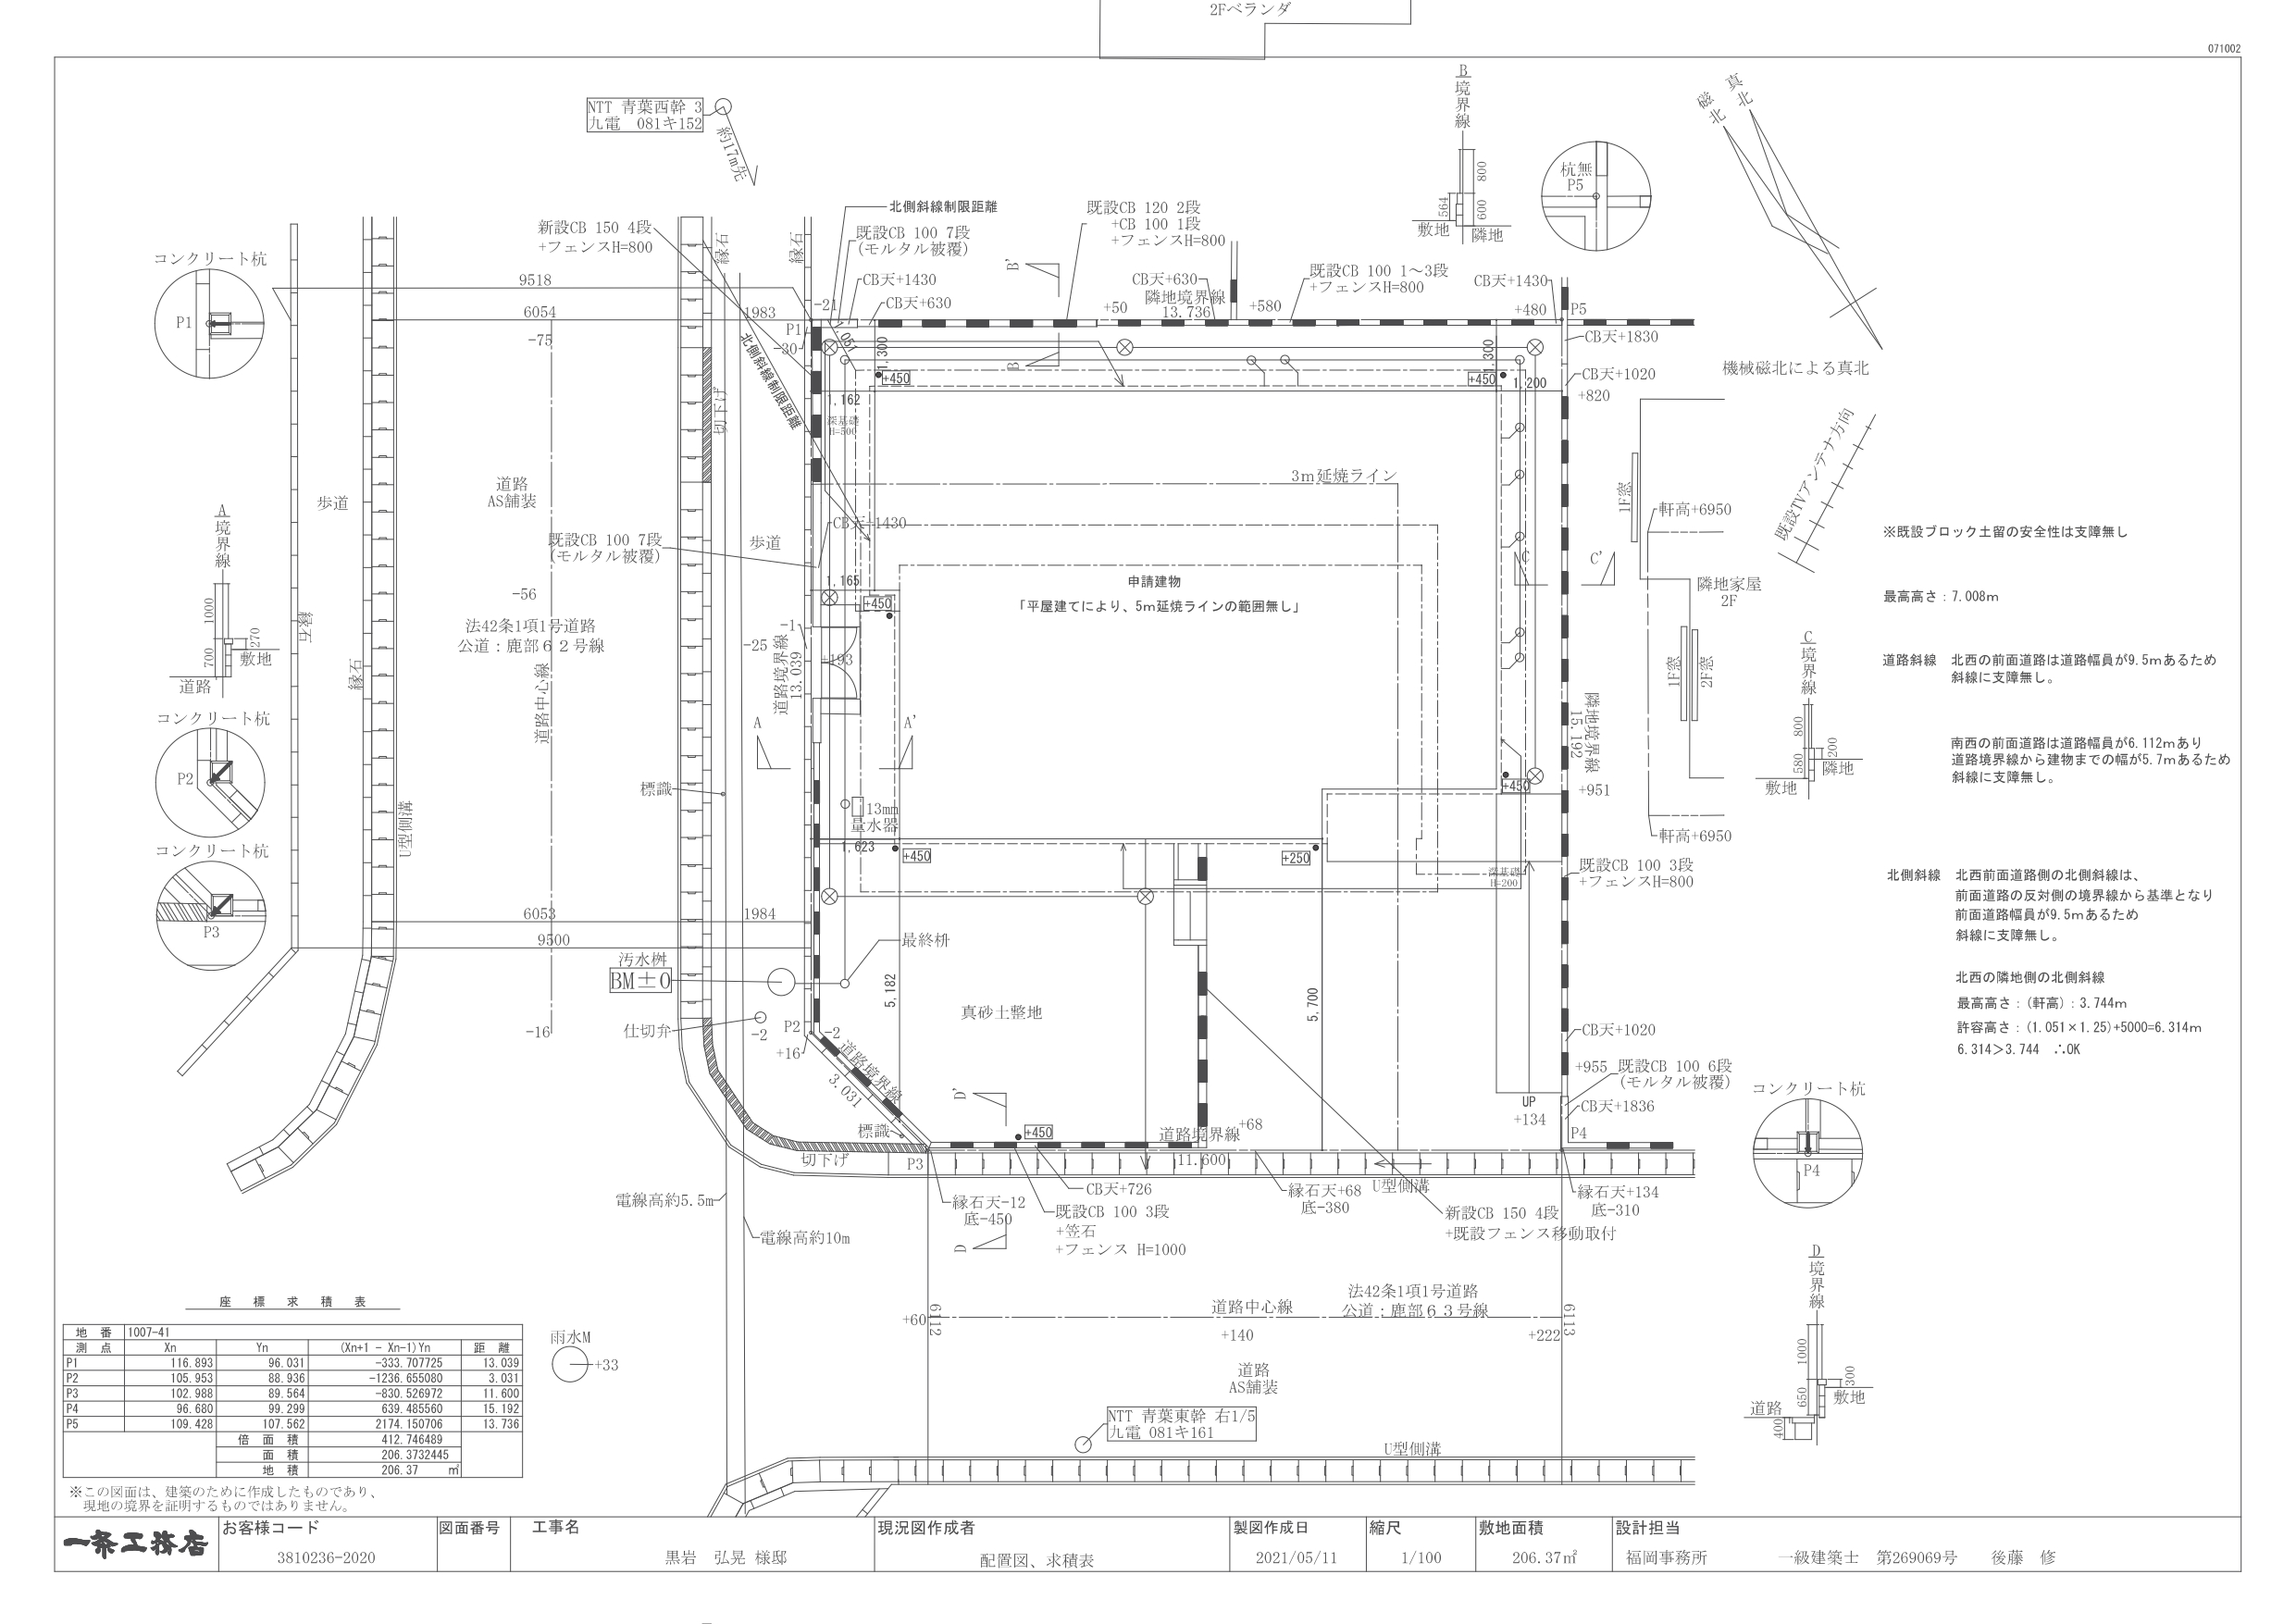 2Fベランダ
071002
NTT 青葉西幹 3
九電 081キ152
約17m先
B
境界線
800
564
600
敷地
隣地
杭無
P5
真北
磁北
機械磁北による真北
新設CB 150 4段
+フェンスH=800
縁石
縁石
北側斜線制限距離
既設CB 100 7段
(モルタル被覆)
CB天+1430
CB天+630
既設CB 120 2段
+CB 100 1段
+フェンスH=800
B'
B
CB天+630
隣地境界線
13.736
+50
+580
既設CB 100 1～3段
+フェンスH=800
CB天+1430
+480
P5
CB天+1830
CB天+1020
+820
コンクリート杭
P1
9518
6054
1983
-75
-21
P1
-30
北側斜線制限距離
1,300
+450
1,162
深基礎
H=500
1,300
+450
1,200
切下げ
3m延焼ライン
道路
AS舗装
歩道
歩道
既設CB 100 7段
(モルタル被覆)
CB天+1430
-56
法42条1項1号道路
公道：鹿部６２号線
道路中心線
縁石
縁石
U型側溝
A
境界線
1000
270
700
敷地
道路
コンクリート杭
P2
コンクリート杭
P3
1,165
+450
-1
-25
+193
道路境界線
13.039
A
A'
申請建物
「平屋建てにより、5m延焼ラインの範囲無し」
C
C'
1F窓
軒高+6950
隣地家屋
2F
1F窓
2F窓
軒高+6950
既設TVアンテナ方向
※既設ブロック土留の安全性は支障無し
最高高さ：7.008m
C
境界線
800
200
580
隣地
敷地
道路斜線 北西の前面道路は道路幅員が9.5mあるため
斜線に支障無し。
南西の前面道路は道路幅員が6.112mあり
道路境界線から建物までの幅が5.7mあるため
斜線に支障無し。
北側斜線 北西前面道路側の北側斜線は、
前面道路の反対側の境界線から基準となり
前面道路幅員が9.5mあるため
斜線に支障無し。
北西の隣地側の北側斜線
最高高さ：(軒高)：3.744m
許容高さ：(1.051×1.25)+5000=6.314m
6.314＞3.744 ∴OK
標識
13mm
量水器
1,623
+450
+250
+450
隣地境界線
15.192
+951
深基礎
H=200
既設CB 100 3段
+フェンスH=800
6053
1984
9500
汚水桝
BM±0
最終枡
仕切弁
-2
-16
P2
+16
-2
道路境界線
3.031
5,182
真砂土整地
5,700
CB天+1020
+955
既設CB 100 6段
(モルタル被覆)
CB天+1836
UP
+134
P4
D'
D
標識
切下げ
P3
+450
道路境界線
+68
11.600
電線高約5.5m
電線高約10m
縁石天-12
底-450
CB天+726
既設CB 100 3段
+笠石
+フェンス H=1000
縁石天+68
底-380
U型側溝
新設CB 150 4段
+既設フェンス移動取付
縁石天+134
底-310
コンクリート杭
P4
D
境界線
1000
300
650
敷地
道路
400
+60
6112
道路中心線
+140
法42条1項1号道路
公道：鹿部６３号線
+222
6113
道路
AS舗装
雨水M
+33
NTT 青葉東幹 右1/5
九電 081キ161
U型側溝
座標求積表
地番 1007-41
測点 Xn Yn (Xn+1 - Xn-1)Yn 距離
P1 116.893 96.031 -333.707725 13.039
P2 105.953 88.936 -1236.655080 3.031
P3 102.988 89.564 -830.526972 11.600
P4 96.680 99.299 639.485560 15.192
P5 109.428 107.562 2174.150706 13.736
倍面積 412.746489
面積 206.3732445
地積 206.37 ㎡
※この図面は、建築のために作成したものであり、
現地の境界を証明するものではありません。
一条工務店
お客様コード
3810236-2020
図面番号
工事名
黒岩 弘晃 様邸
現況図作成者
配置図、求積表
製図作成日
2021/05/11
縮尺
1/100
敷地面積
206.37㎡
設計担当
福岡事務所 一級建築士 第269069号 後藤 修